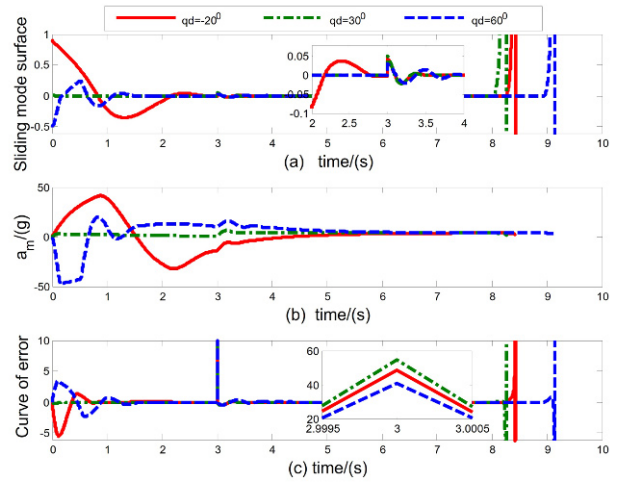 qd=-20⁰ qd=30⁰ qd=60⁰
Sliding mode surface
1
0.5
0
-0.5
0 1 2 3 4 5 6 7 8 9 10
0.05
0
-0.05
-0.1
2 2.5 3 3.5 4
(a) time/(s)
a_m/(g)
50
0
-50
0 1 2 3 4 5 6 7 8 9 10
(b) time/(s)
Curve of error
10
5
0
-5
0 1 2 3 4 5 6 7 8 9 10
60
40
20
2.9995 3 3.0005
(c) time/(s)